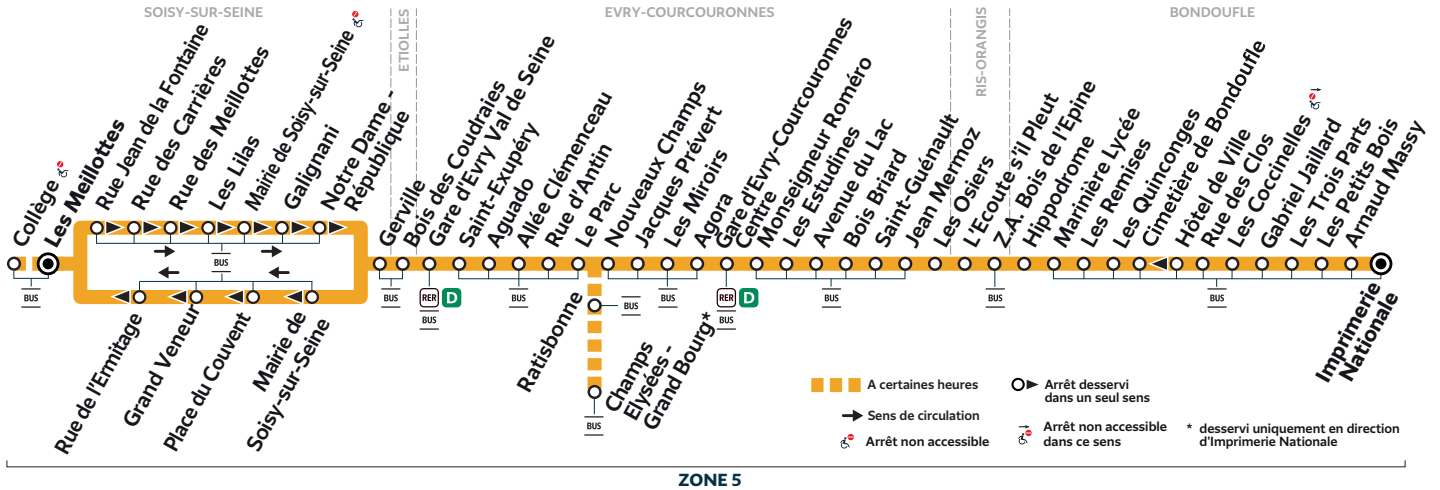 SOISY-SUR-SEINE
ETIOLLES
EVRY-COURCOURONNES
RIS-ORANGIS
BONDOUFLE
Collège
Les Meillottes
Rue Jean de la Fontaine
Rue des Carrières
Rue des Meillottes
Les Lilas
Mairie de Soisy-sur-Seine
Galignani
Notre Dame -
République
Gerville
Bois des Coudraies
Gare d'Evry Val de Seine
Saint-Exupéry
Aguado
Allée Clémenceau
Rue d'Antin
Le Parc
Nouveaux Champs
Jacques Prévert
Les Miroirs
Agora
Gare d'Evry-Courcouronnes
Centre
Monseigneur Roméro
Les Estudines
Avenue du Lac
Bois Briard
Saint-Guénault
Jean Mermoz
Les Osiers
L'Ecoute s'il Pleut
Z.A. Bois de l'Epine
Hippodrome
Marinière Lycée
Les Remises
Les Quinconges
Cimetière de Bondoufle
Hôtel de Ville
Rue des Clos
Les Coccinelles
Gabriel Jaillard
Les Trois Parts
Les Petits Bois
Arnaud Massy
Imprimerie
Nationale
BUS
BUS
BUS
RER D
BUS
BUS
BUS
BUS
RER D
BUS
BUS
BUS
BUS
Rue de l'Ermitage
Grand Veneur
Place du Couvent
Mairie de
Soisy-sur-Seine
Ratisbonne
Champs
Elysées -
Grand Bourg*
BUS
A certaines heures
Sens de circulation
Arrêt non accessible
Arrêt desservi
dans un seul sens
Arrêt non accessible
dans ce sens
* desservi uniquement en direction
d'Imprimerie Nationale
ZONE 5